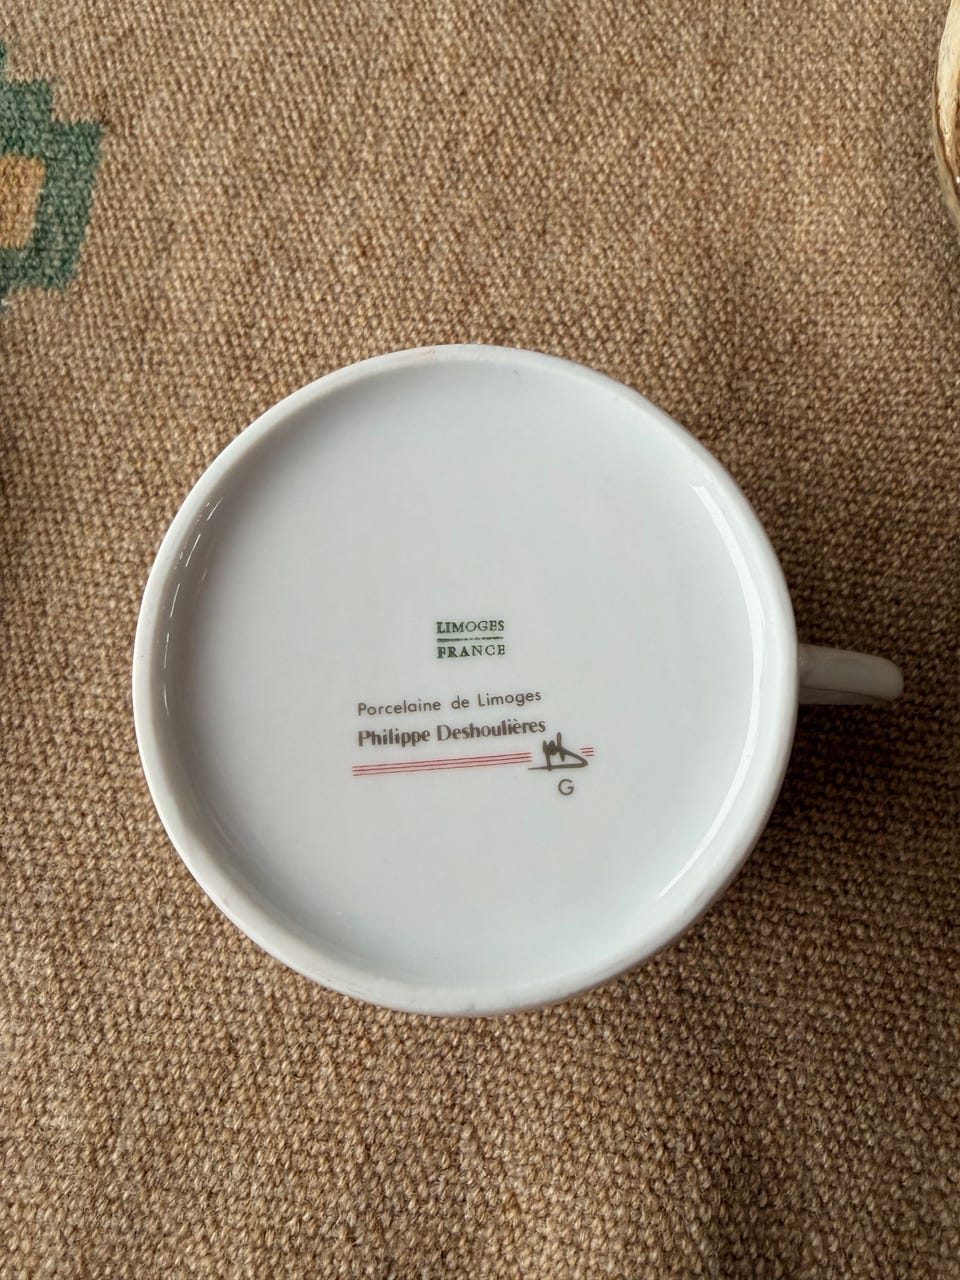 LIMOGES
FRANCE
Porcelaine de Limoges
Philippe Deshoulières
G